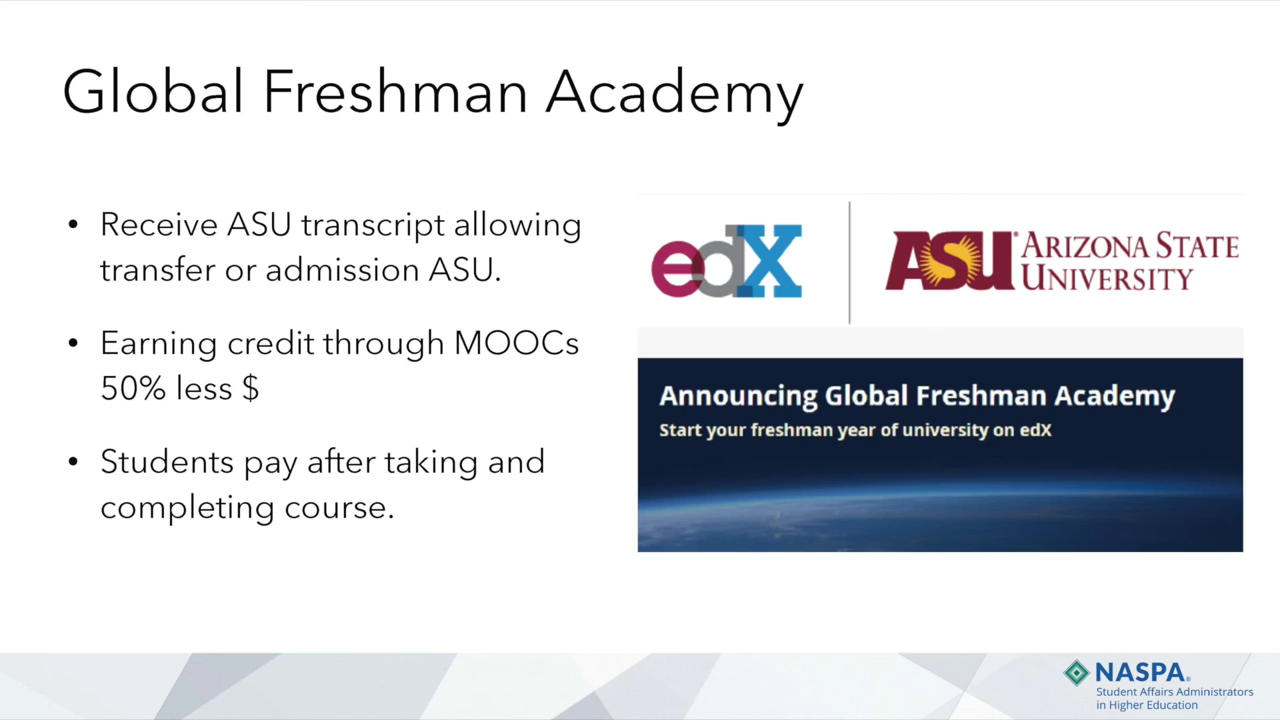 Global Freshman Academy
• Receive ASU transcript allowing
transfer or admission ASU.
• Earning credit through MOOCs
50% less $
• Students pay after taking and
completing course.
edX
ASU® ARIZONA STATE
UNIVERSITY
Announcing Global Freshman Academy
Start your freshman year of university on edX
NASPA®
Student Affairs Administrators
in Higher Education